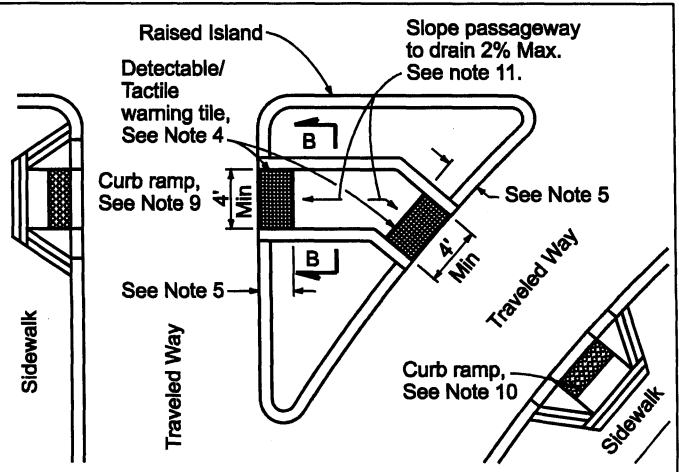 Raised Island
Slope passageway
to drain 2% Max.
See note 11.
Detectable/
Tactile
warning tile,
See Note 4
B
Curb ramp,
See Note 9
4'
Min
See Note 5
B
See Note 5
4'
Min
Sidewalk
Traveled Way
Traveled Way
Curb ramp,
See Note 10
Sidewalk